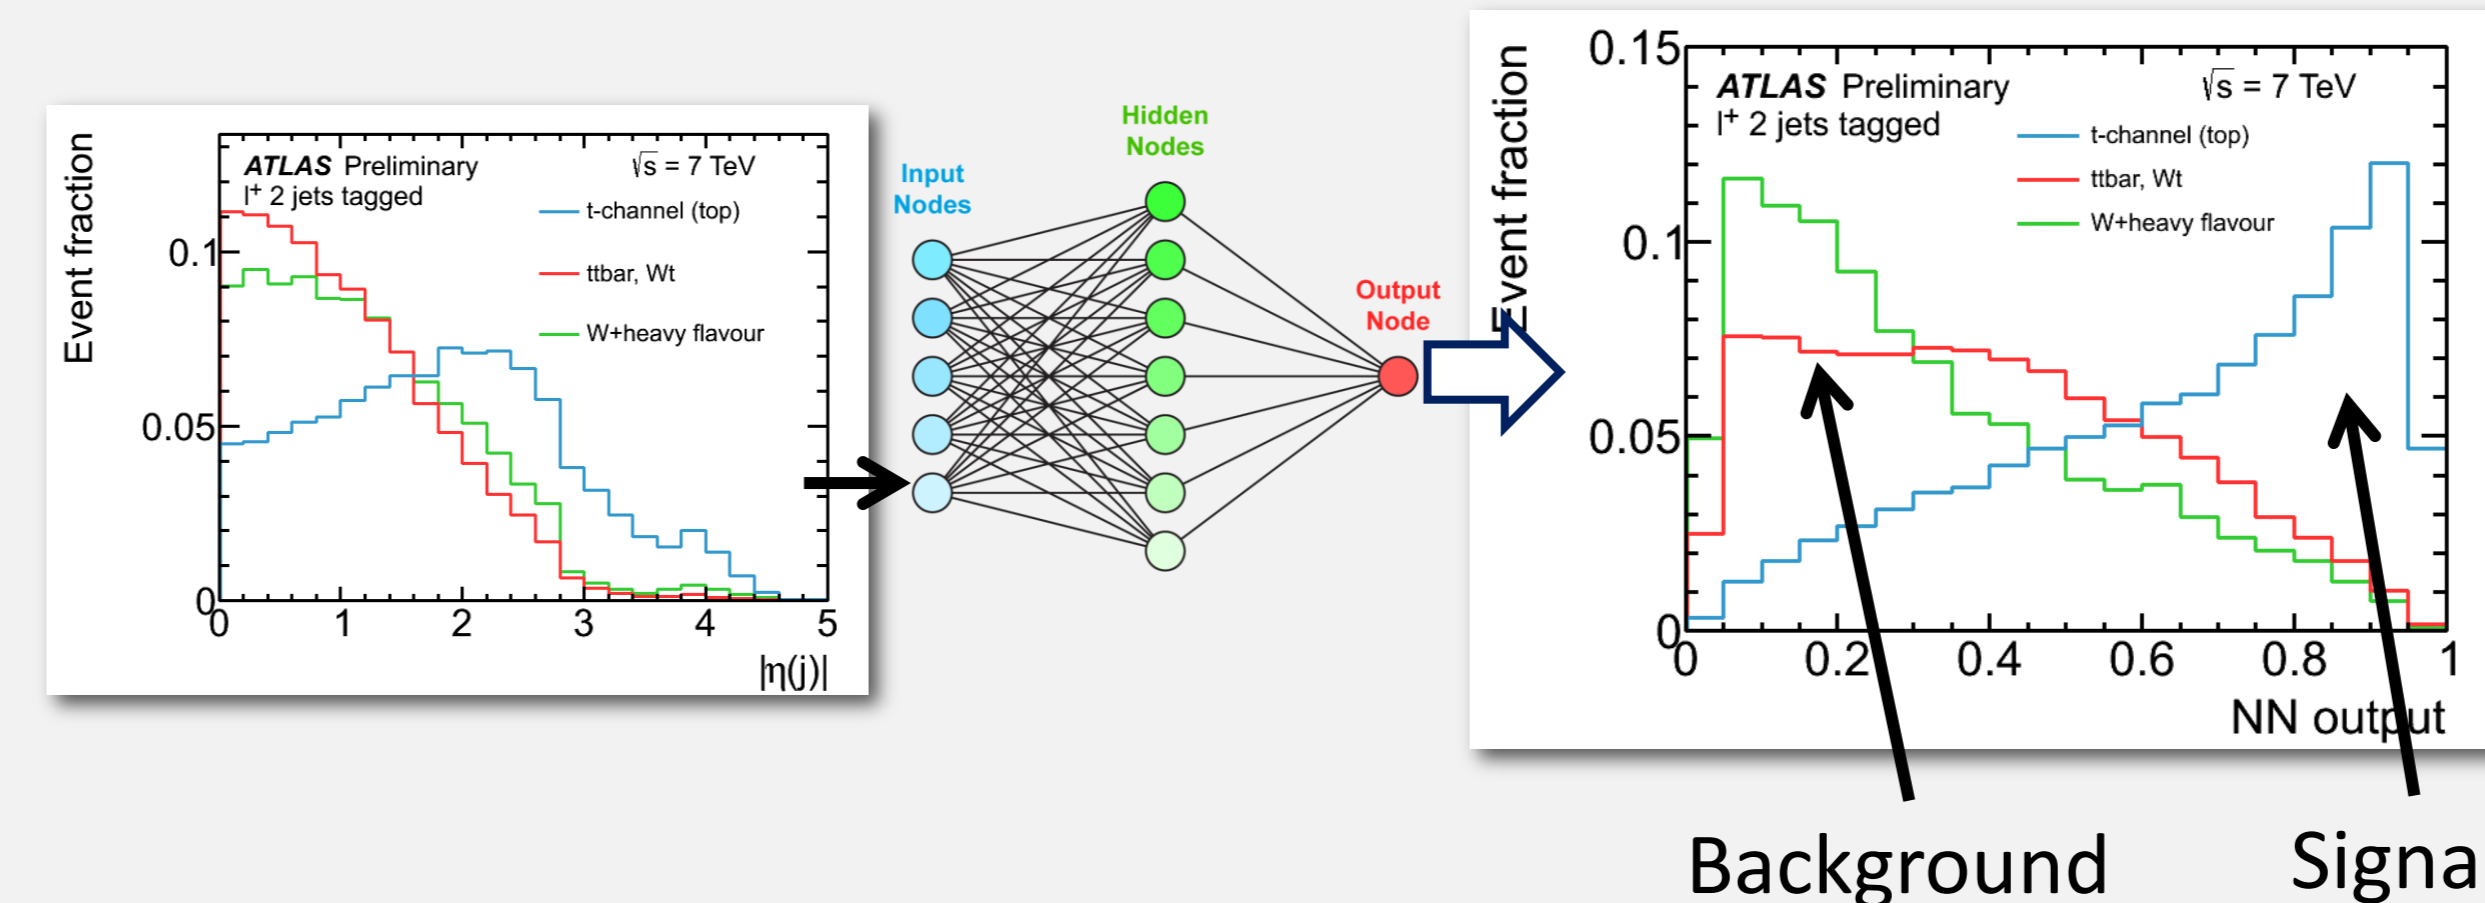 Event fraction
ATLAS Preliminary
√s = 7 TeV
l⁺ 2 jets tagged
t-channel (top)
ttbar, Wt
W+heavy flavour
0.1
0.05
0
0 1 2 3 4 5
|η(j)|
Input
Nodes
Hidden
Nodes
Output
Node
Event fraction
0.15
ATLAS Preliminary
√s = 7 TeV
l⁺ 2 jets tagged
t-channel (top)
ttbar, Wt
W+heavy flavour
0.1
0.05
0
0 0.2 0.4 0.6 0.8 1
NN output
Background
Signa